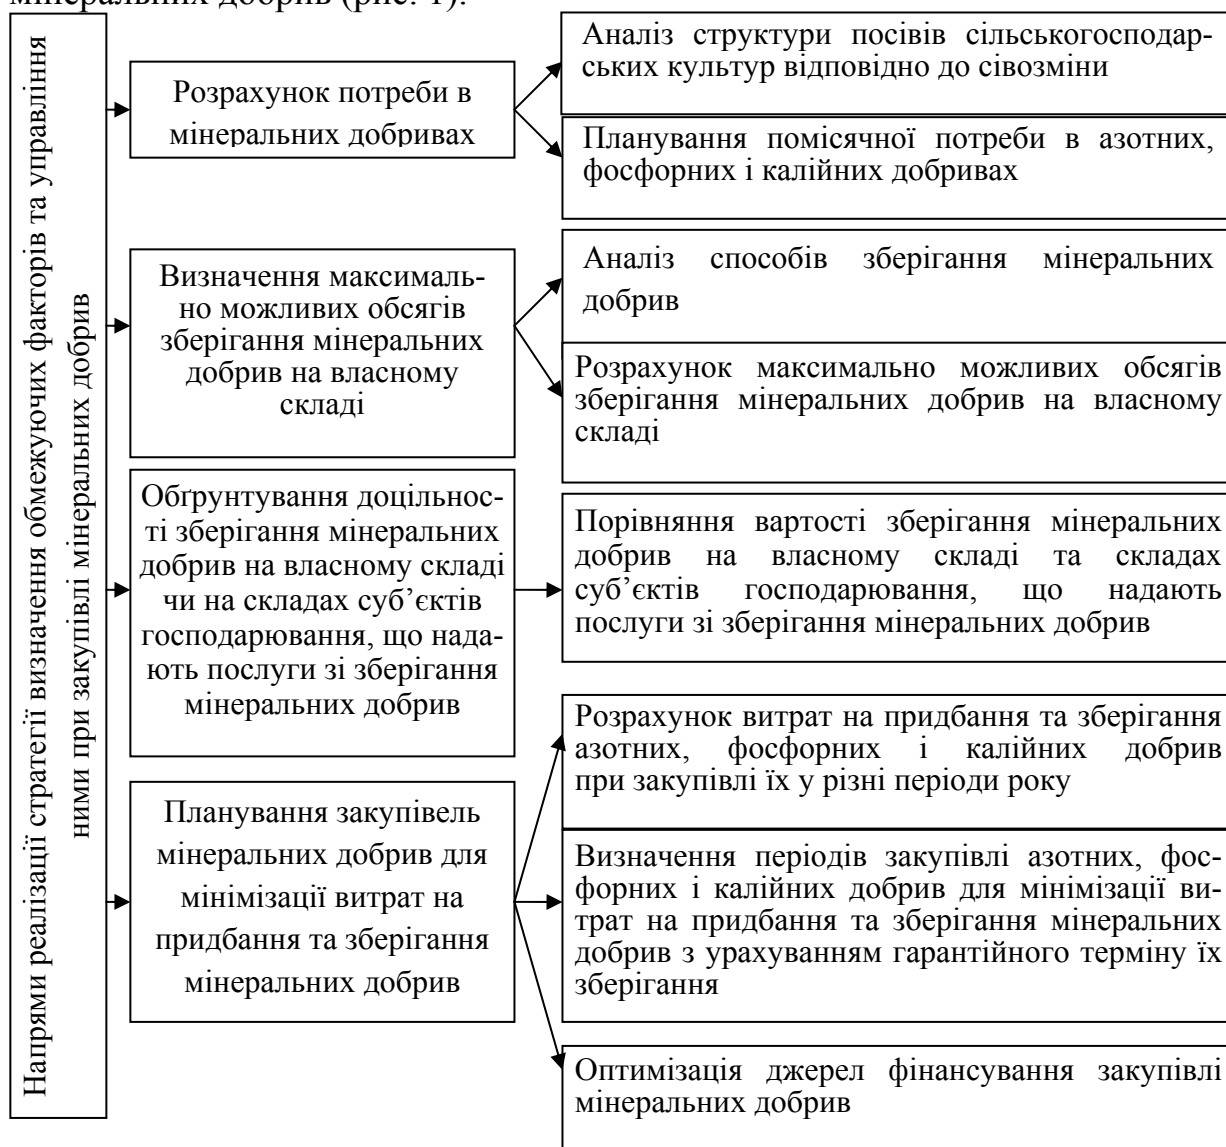 мінеральних добрив (рис. 1).
Напрями реалізації стратегії визначення обмежуючих факторів та управління
ними при закупівлі мінеральних добрив
Розрахунок потреби в
мінеральних добривах
Аналіз структури посівів сільськогосподар-
ських культур відповідно до сівозміни
Планування помісячної потреби в азотних,
фосфорних і калійних добривах
Визначення максималь-
но можливих обсягів
зберігання мінеральних
добрив на власному
складі
Аналіз способів зберігання мінеральних
добрив
Розрахунок максимально можливих обсягів
зберігання мінеральних добрив на власному
складі
Обґрунтування доцільнос-
ті зберігання мінеральних
добрив на власному складі
чи на складах суб’єктів
господарювання, що нада-
ють послуги зі зберігання
мінеральних добрив
Порівняння вартості зберігання мінеральних
добрив на власному складі та складах
суб’єктів господарювання, що надають
послуги зі зберігання мінеральних добрив
Планування закупівель
мінеральних добрив для
мінімізації витрат на
придбання та зберігання
мінеральних добрив
Розрахунок витрат на придбання та зберігання
азотних, фосфорних і калійних добрив
при закупівлі їх у різні періоди року
Визначення періодів закупівлі азотних, фос-
форних і калійних добрив для мінімізації ви-
трат на придбання та зберігання мінеральних
добрив з урахуванням гарантійного терміну їх
зберігання
Оптимізація джерел фінансування закупівлі
мінеральних добрив